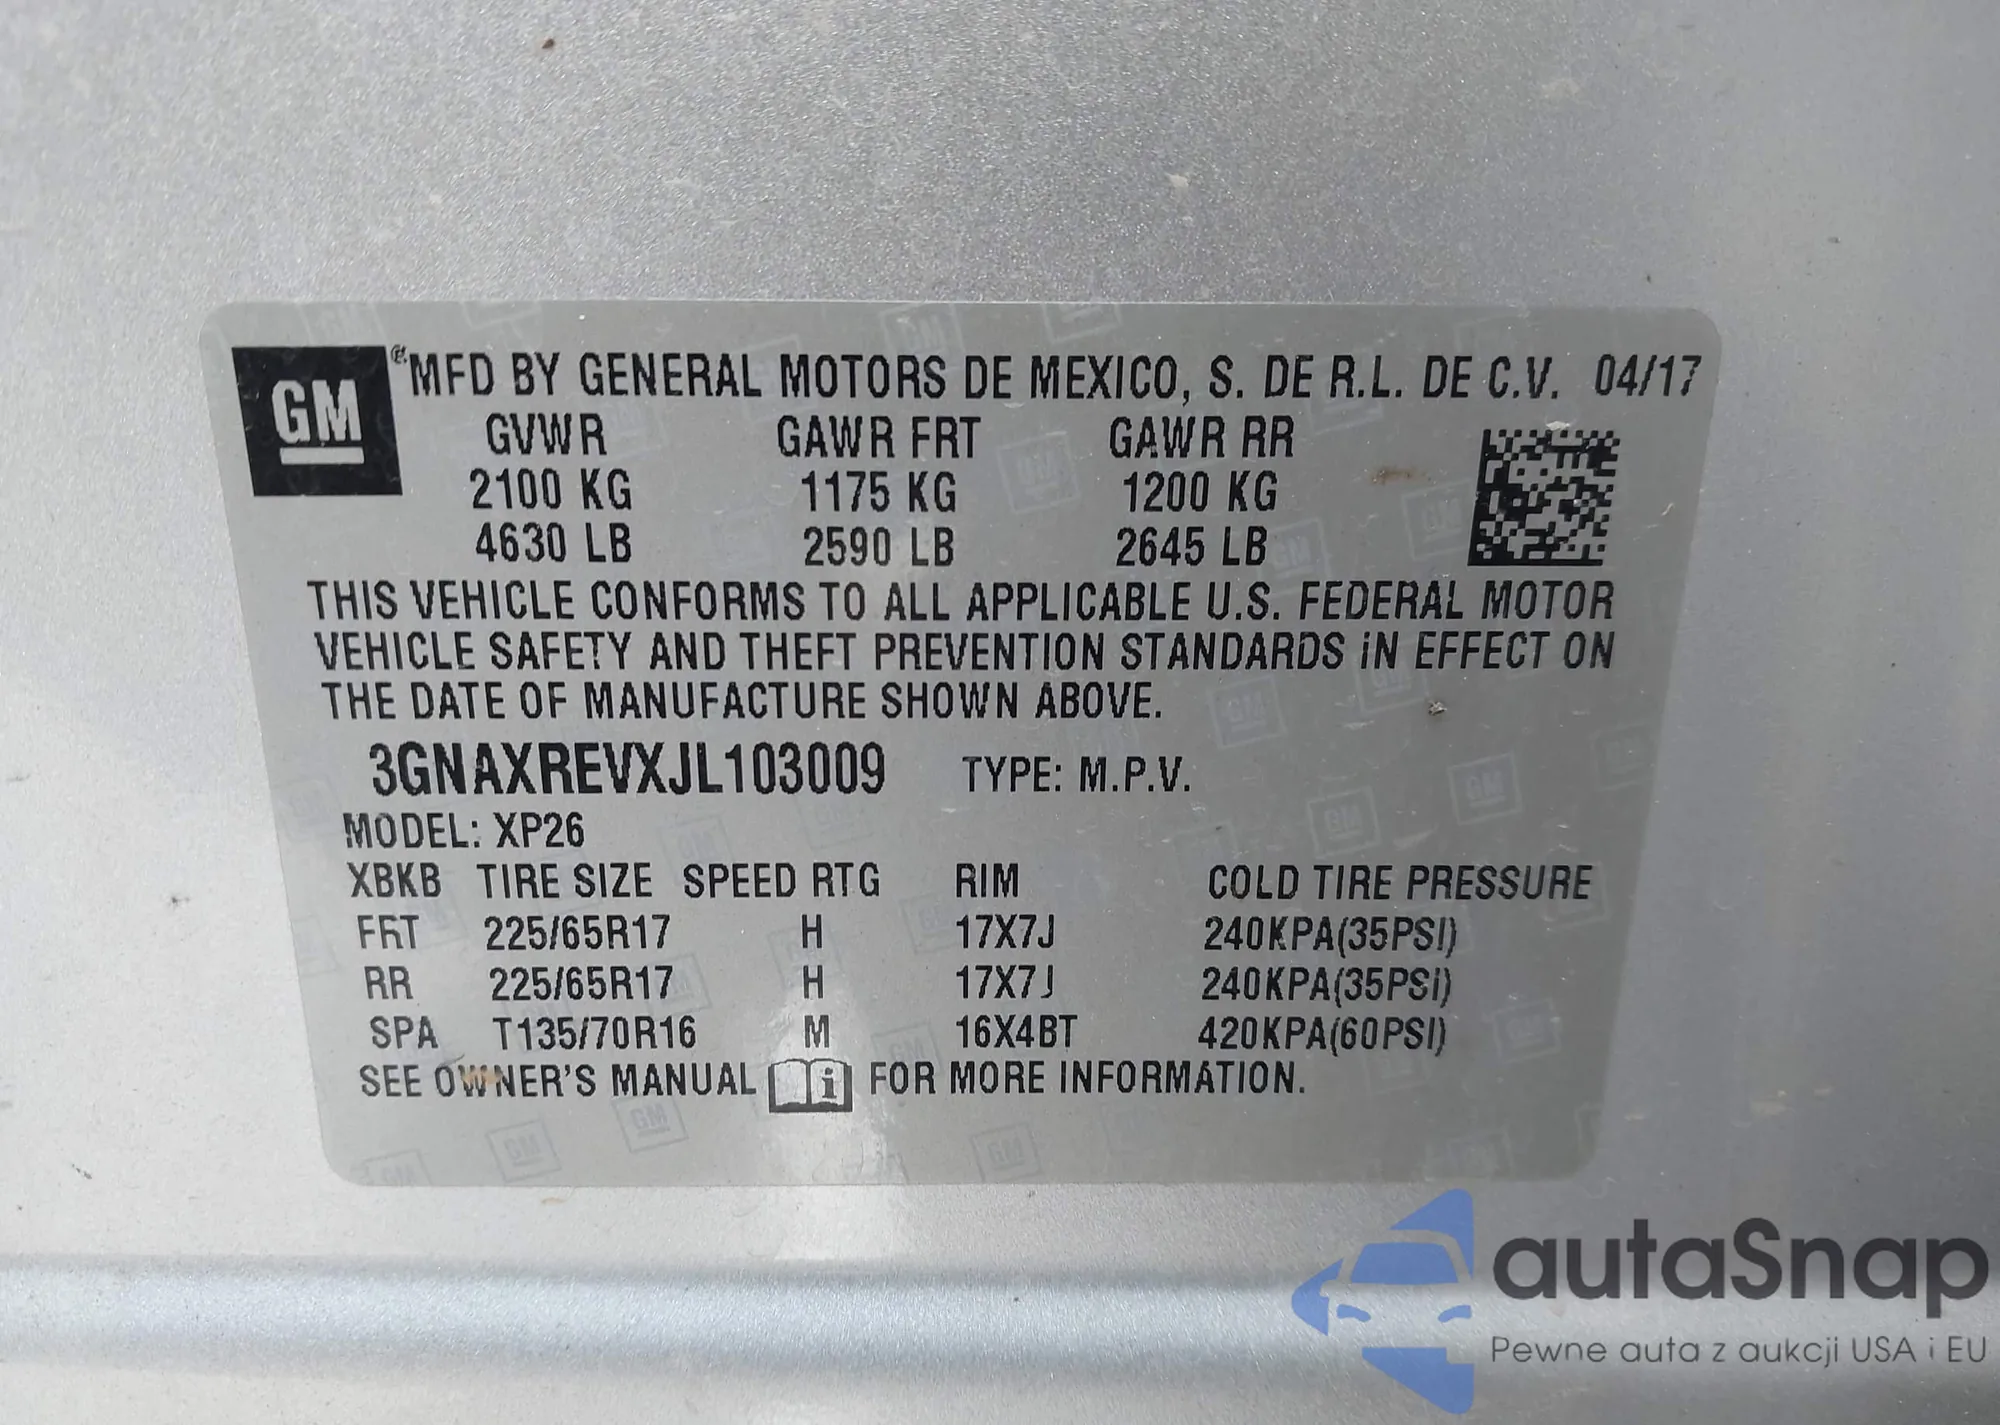 GM
® MFD BY GENERAL MOTORS DE MEXICO, S. DE R.L. DE C.V. 04/17
GVWR GAWR FRT GAWR RR
2100 KG 1175 KG 1200 KG
4630 LB 2590 LB 2645 LB
THIS VEHICLE CONFORMS TO ALL APPLICABLE U.S. FEDERAL MOTOR
VEHICLE SAFETY AND THEFT PREVENTION STANDARDS IN EFFECT ON
THE DATE OF MANUFACTURE SHOWN ABOVE.
3GNAXREVXJL103009 TYPE: M.P.V.
MODEL: XP26
XBKB TIRE SIZE SPEED RTG RIM COLD TIRE PRESSURE
FRT 225/65R17 H 17X7J 240KPA(35PSI)
RR 225/65R17 H 17X7J 240KPA(35PSI)
SPA T135/70R16 M 16X4BT 420KPA(60PSI)
SEE OWNER'S MANUAL i FOR MORE INFORMATION.
autaSnap
Pewne auta z aukcji USA i EU